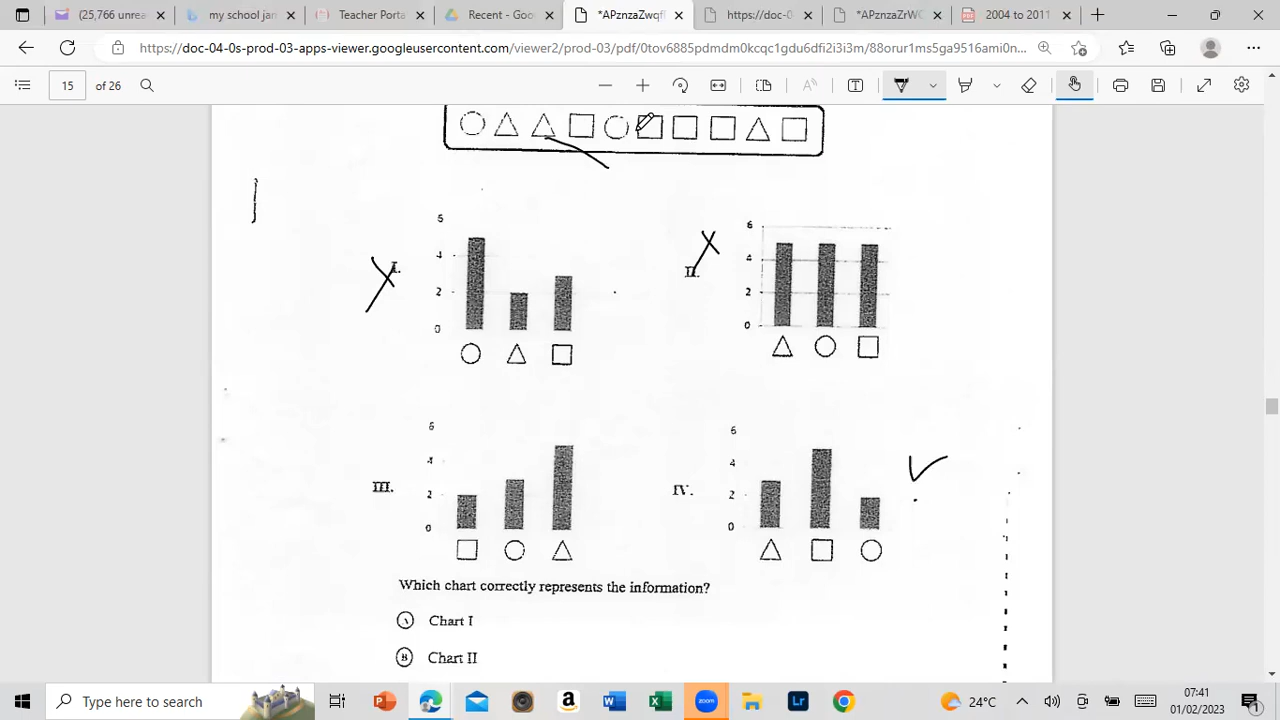 (25,766 unrea
my school jan
Teacher Porta
Recent - Goo
*APznzaZwqf
https://doc-0
*APznzaZrWC
2004 to 2011
https://doc-04-0s-prod-03-apps-viewer.googleusercontent.com/viewer2/prod-03/pdf/0tov6885pdmdm0kcqc1gdu6dfi2i3i3m/88orur1ms5ga9516ami0n...
15 of 26
I.
4
2
0
II.
6
4
2
0
III.
6
4
2
0
IV.
6
4
2
0
Which chart correctly represents the information?
A Chart I
B Chart II
Type here to search
zoom
Lr
24°C
07:41
01/02/2023